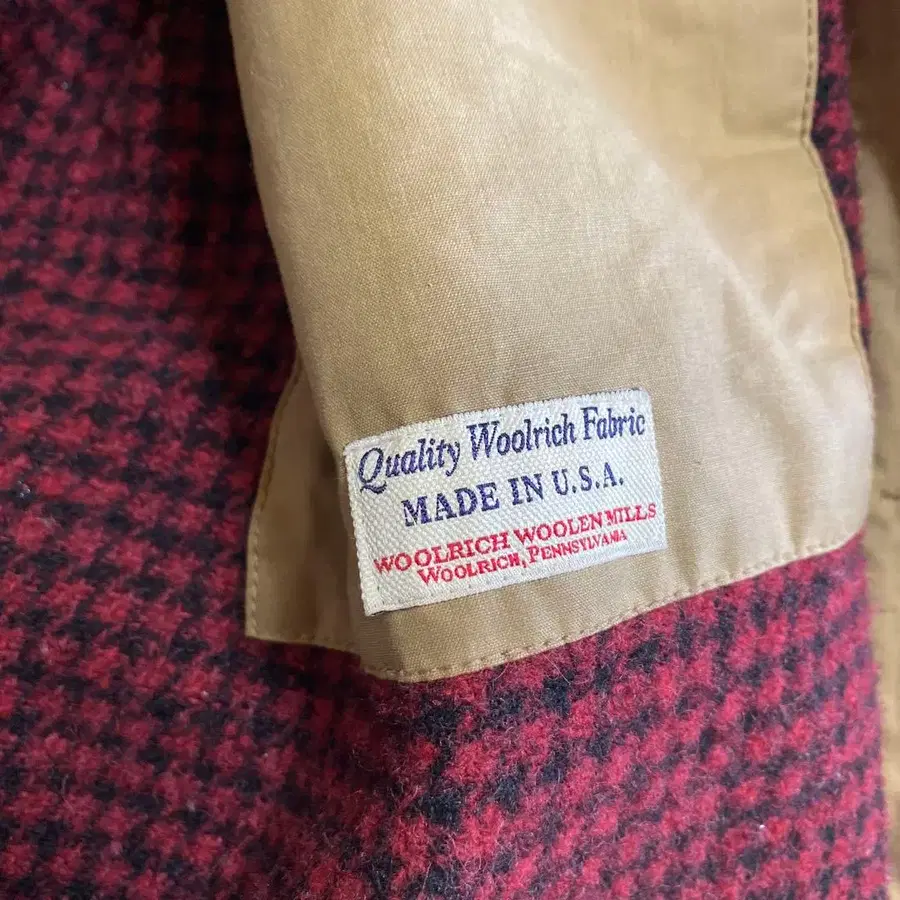 Quality Woolrich Fabric
MADE IN U.S.A.
WOOLRICH WOOLEN MILLS
WOOLRICH, PENNSYLVANIA